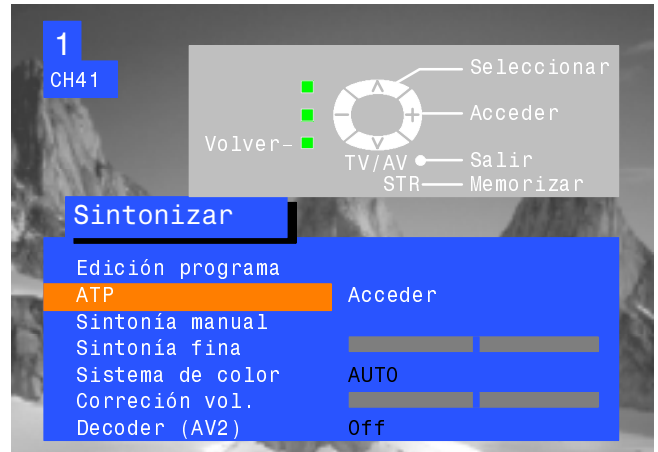 1
CH41
Seleccionar
Acceder
Volver
TV/AV Salir
STR Memorizar
Sintonizar
Edición programa
ATP Acceder
Sintonía manual
Sintonía fina
Sistema de color AUTO
Correción vol.
Decoder (AV2) Off